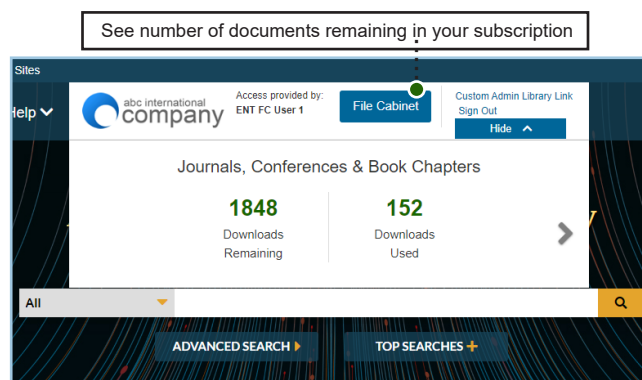 See number of documents remaining in your subscription
Sites
Help
abc international
company
Access provided by:
ENT FC User 1
File Cabinet
Custom Admin Library Link
Sign Out
Hide
Journals, Conferences & Book Chapters
1848
Downloads
Remaining
152
Downloads
Used
All
ADVANCED SEARCH
TOP SEARCHES